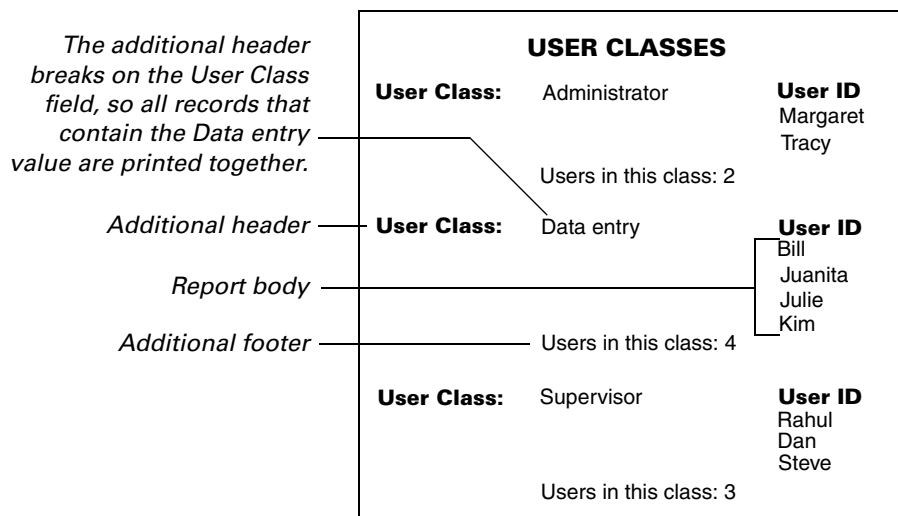 The additional header
breaks on the User Class
field, so all records that
contain the Data entry
value are printed together.
Additional header
Report body
Additional footer
USER CLASSES
User Class: Administrator User ID
Margaret
Tracy
Users in this class: 2
User Class: Data entry User ID
Bill
Juanita
Julie
Kim
Users in this class: 4
User Class: Supervisor User ID
Rahul
Dan
Steve
Users in this class: 3